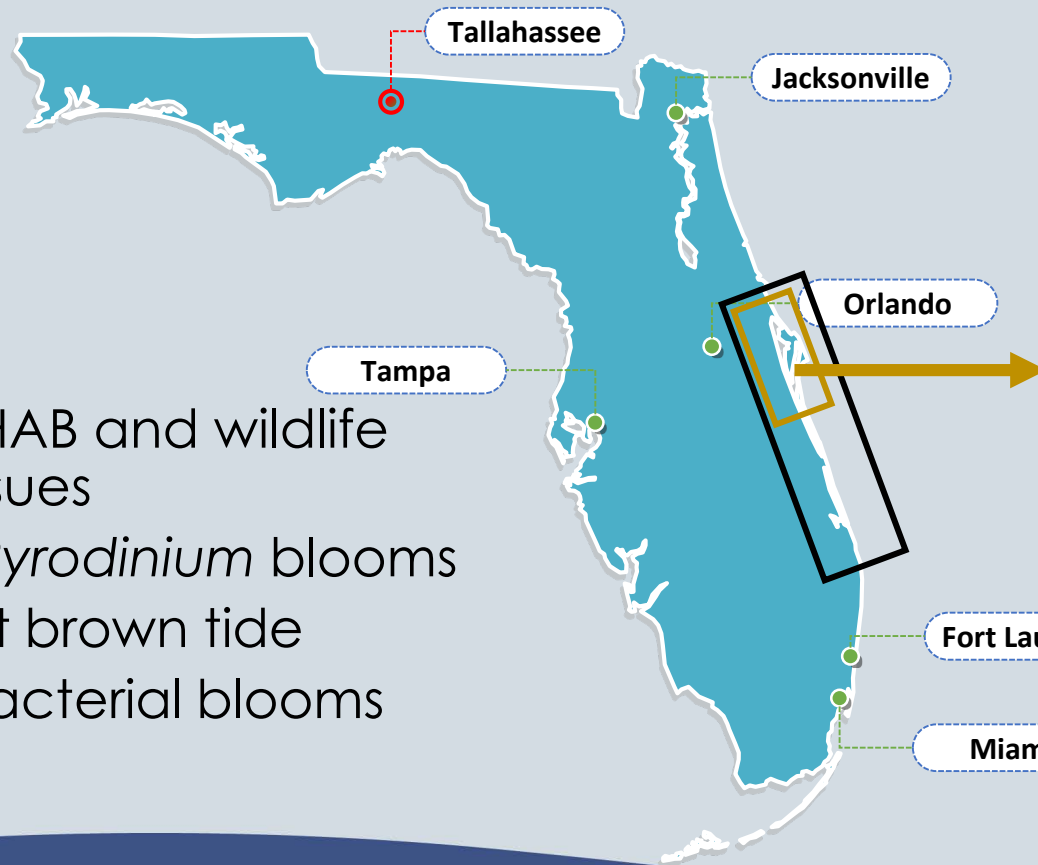 Tallahassee
Jacksonville
Orlando
Tampa
HAB and wildlife
sues
yrodinium blooms
t brown tide
acterial blooms
Fort Lau
Miam